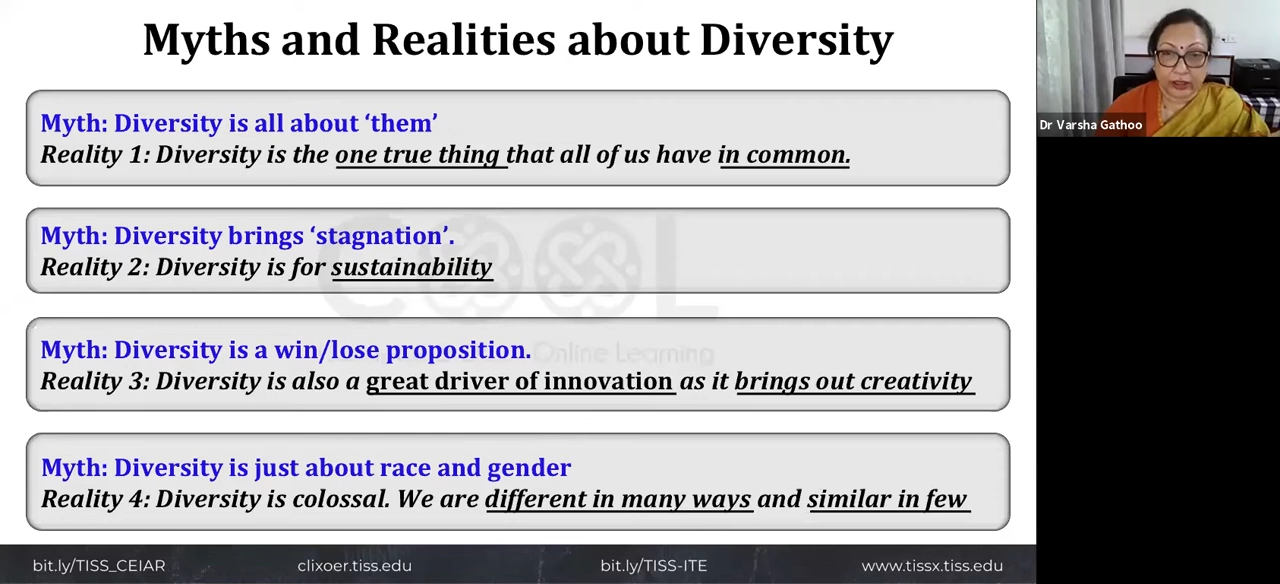 Myths and Realities about Diversity
Dr Varsha Gathoo
Myth: Diversity is all about ‘them’
Reality 1: Diversity is the one true thing that all of us have in common.
Myth: Diversity brings ‘stagnation’.
Reality 2: Diversity is for sustainability
COOL
Myth: Diversity is a win/lose proposition.
Online Learning
Reality 3: Diversity is also a great driver of innovation as it brings out creativity
Myth: Diversity is just about race and gender
Reality 4: Diversity is colossal. We are different in many ways and similar in few
bit.ly/TISS_CEIAR
clixoer.tiss.edu
bit.ly/TISS-ITE
www.tissx.tiss.edu